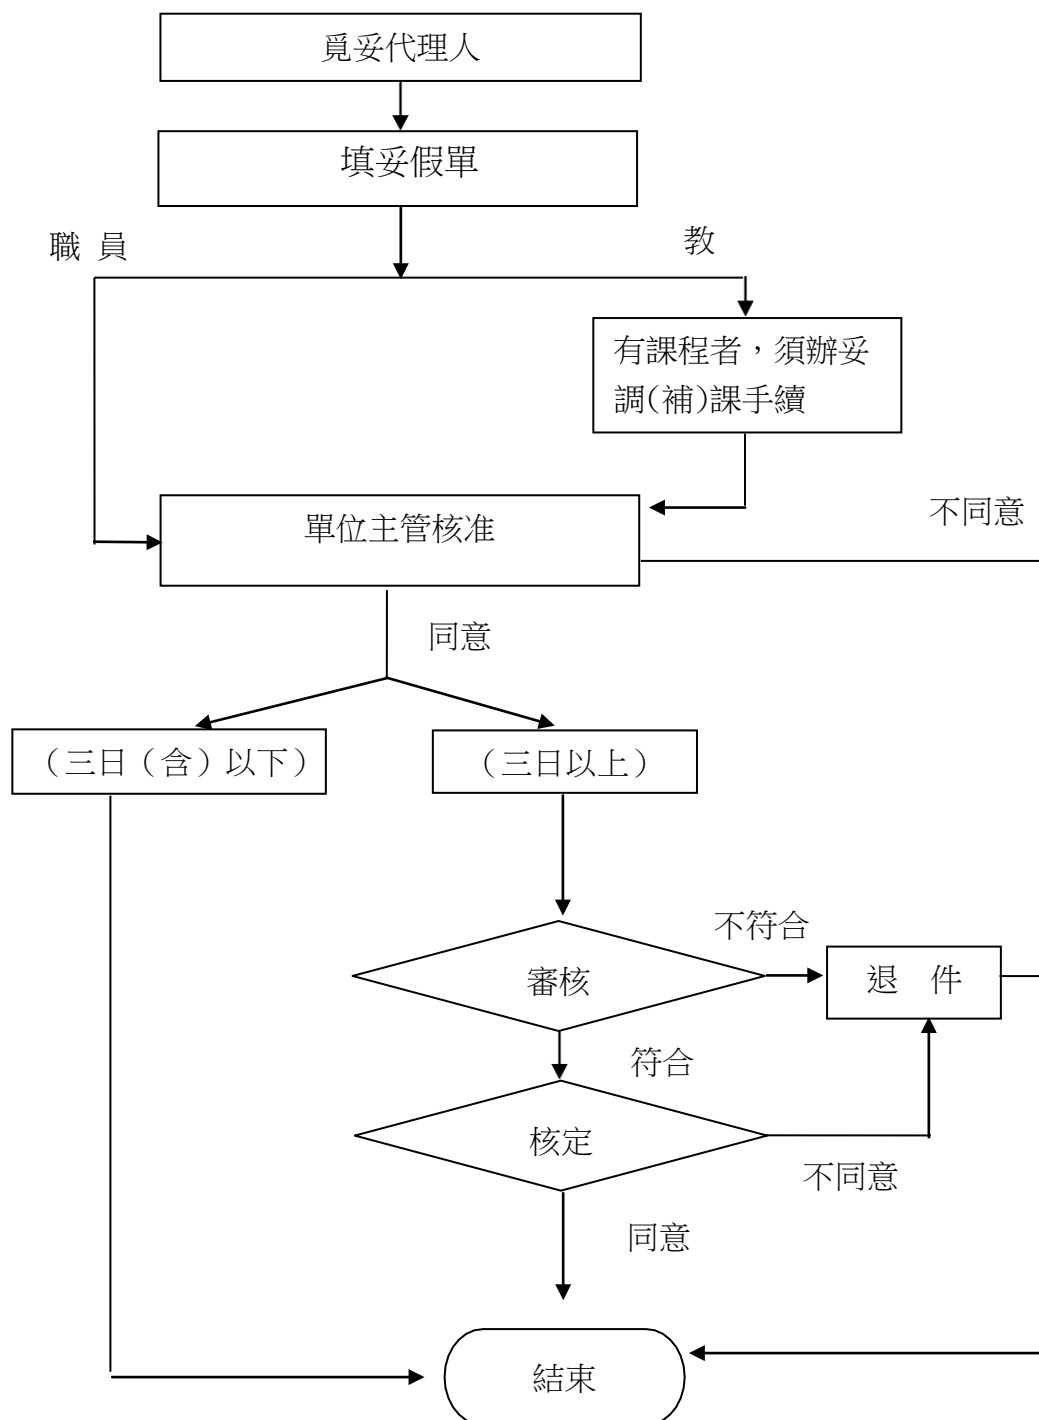 覓妥代理人
填妥假單
職 員
教
有課程者，須辦妥
調(補)課手續
單位主管核准
不同意
同意
（三日（含）以下）
（三日以上）
不符合
審核
退 件
符合
核定
不同意
同意
結束